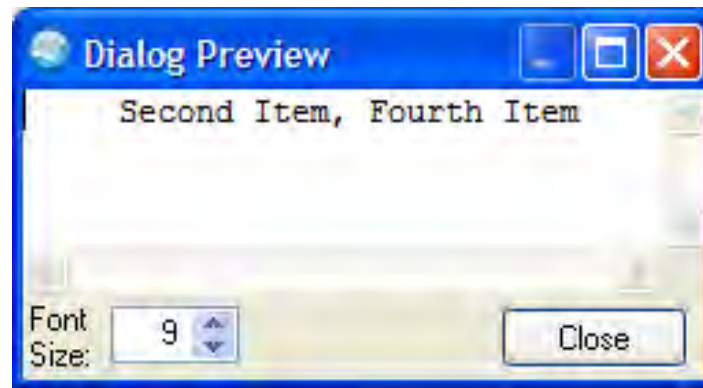 Dialog Preview
Second Item, Fourth Item
Font
Size:
9
Close